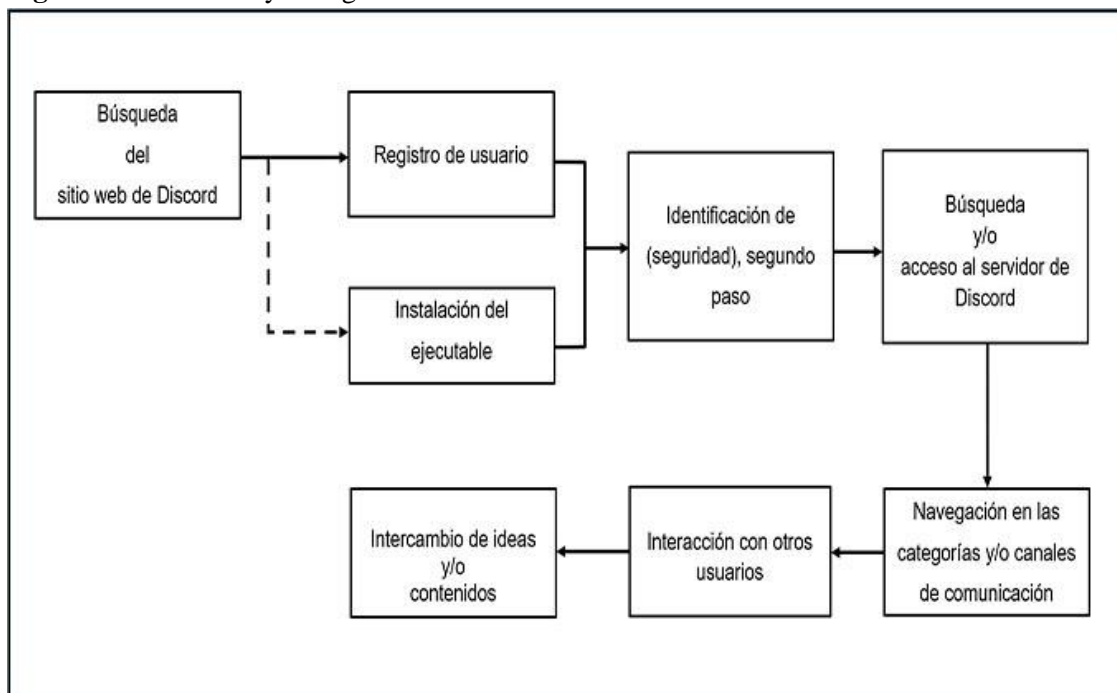 Búsqueda
del
sitio web de Discord
Registro de usuario
Instalación del
ejecutable
Identificación de
(seguridad), segundo
paso
Búsqueda
y/o
acceso al servidor de
Discord
Navegación en las
categorías y/o canales
de comunicación
Interacción con otros
usuarios
Intercambio de ideas
y/o
contenidos